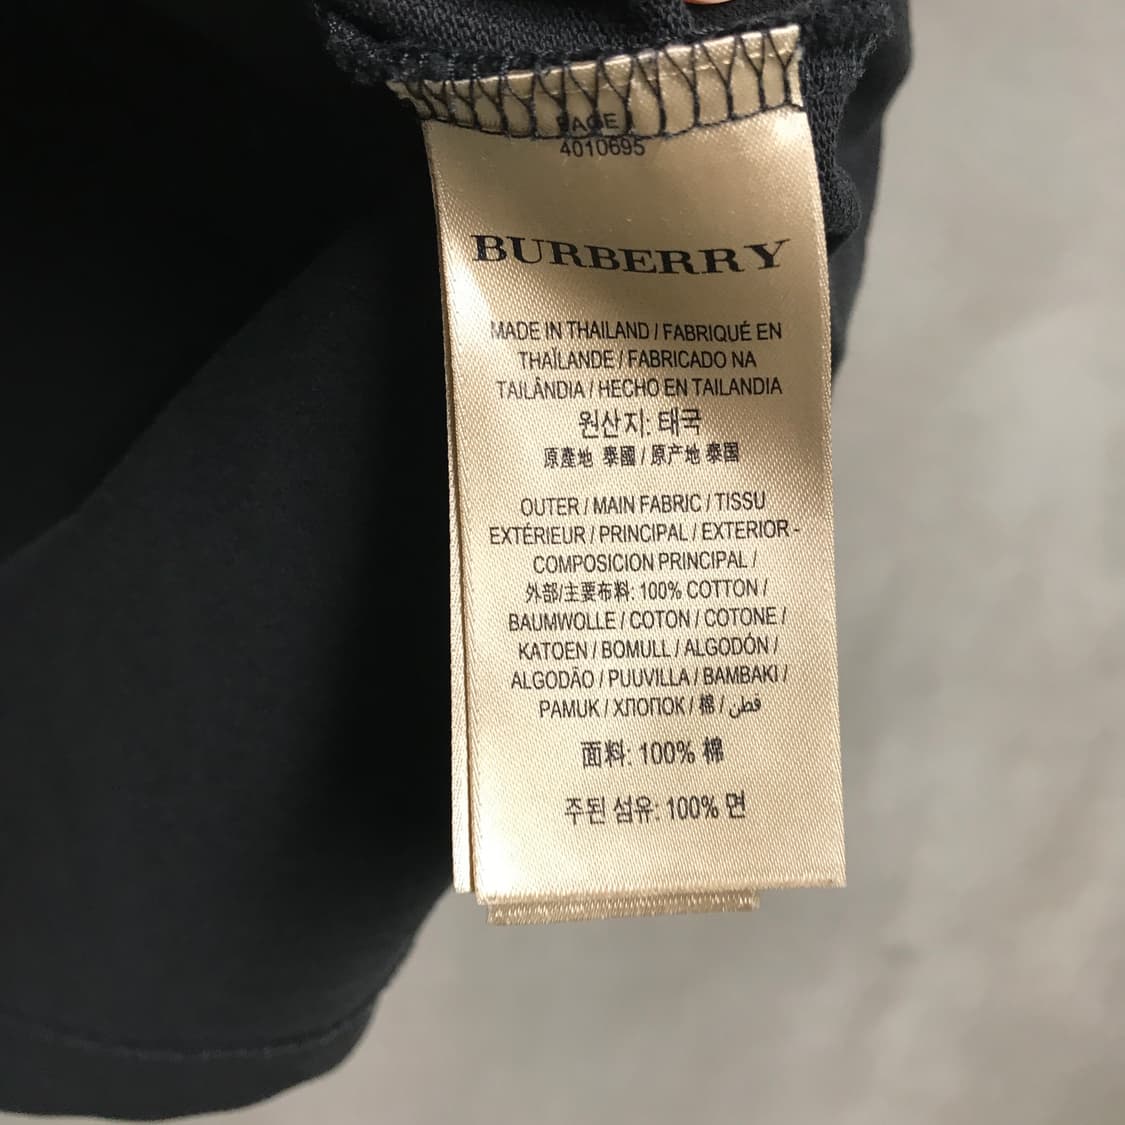 PAGE
4010695
BURBERRY
MADE IN THAILAND / FABRIQUÉ EN
THAÏLANDE / FABRICADO NA
TAILÂNDIA / HECHO EN TAILANDIA
원산지: 태국
原產地 泰國 / 原产地 泰国
OUTER / MAIN FABRIC / TISSU
EXTÉRIEUR / PRINCIPAL / EXTERIOR -
COMPOSICION PRINCIPAL /
外部/主要布料: 100% COTTON /
BAUMWOLLE / COTON / COTONE /
KATOEN / BOMULL / ALGODÓN /
ALGODÃO / PUUVILLA / BAMBAKI /
PAMUK / ХЛОПОК / 棉 / قطن
面料: 100% 棉
주된 섬유: 100% 면